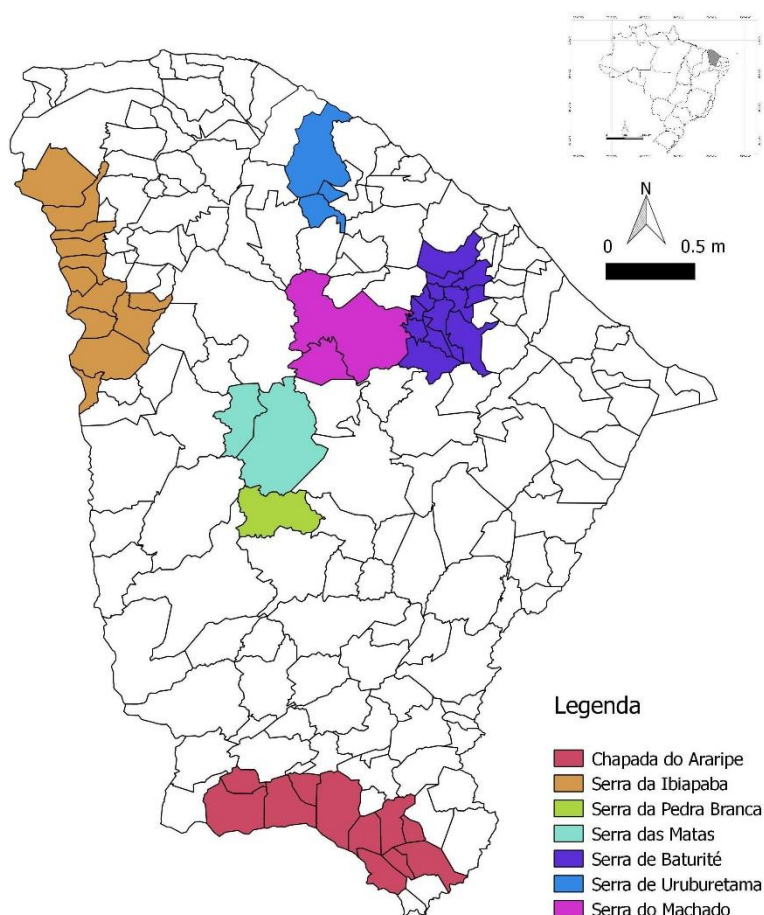 N
0 0.5 m
Legenda
Chapada do Araripe
Serra da Ibiapaba
Serra da Pedra Branca
Serra das Matas
Serra de Baturité
Serra de Uruburetama
Serra do Machado